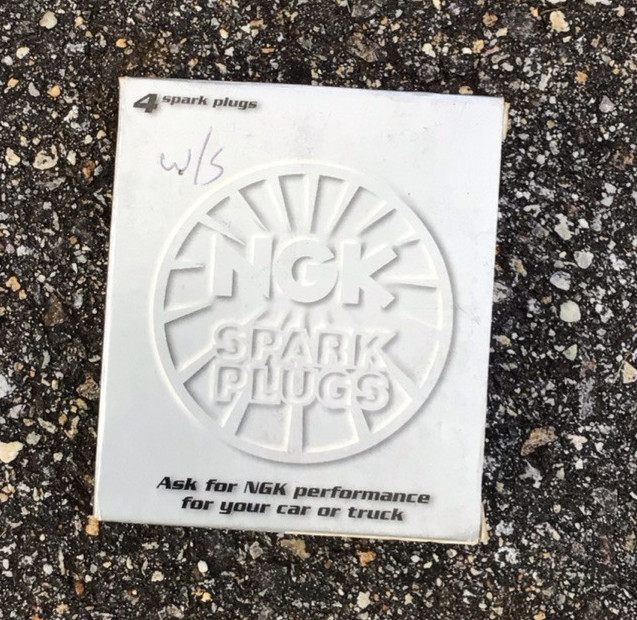 4 spark plugs
w/s
NGK
SPARK
PLUGS
Ask for NGK performance
for your car or truck